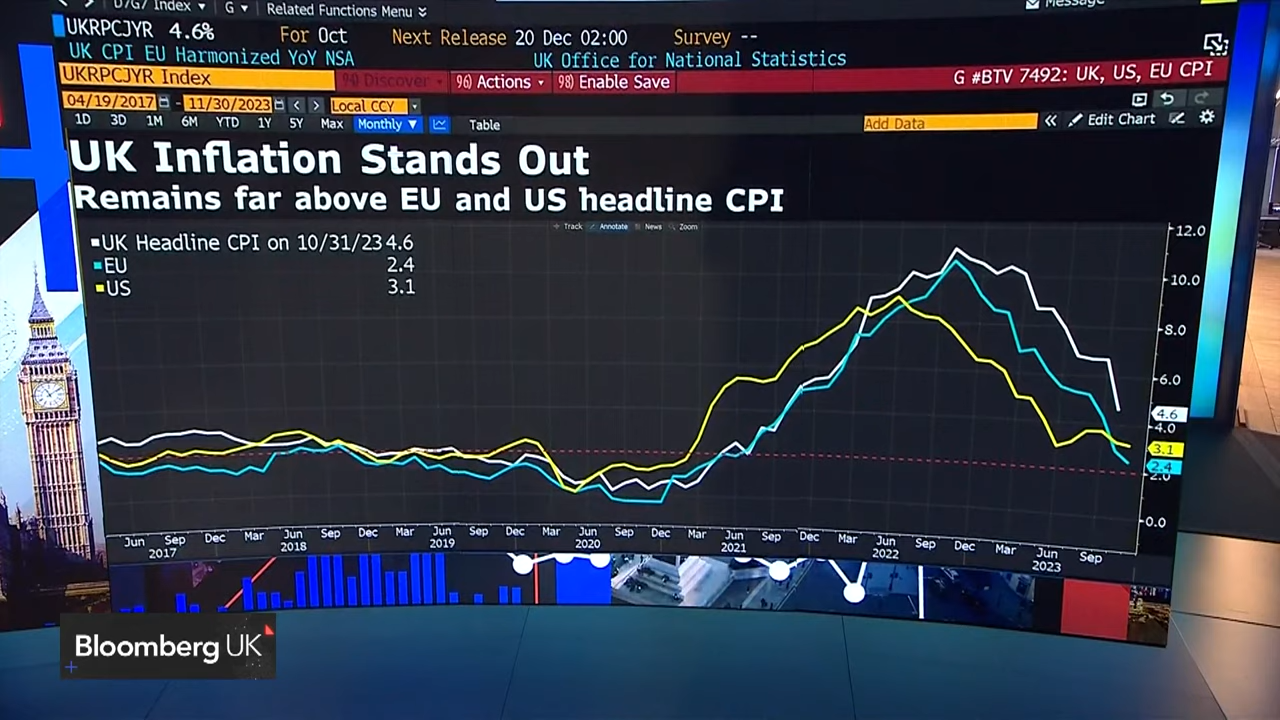 D7G7 Index ▾ G ▾ Related Functions Menu Message
UKRPCJYR 4.6% For Oct Next Release 20 Dec 02:00 Survey --
UK CPI EU Harmonized YoY NSA UK Office for National Statistics
UKRPCJYR Index 94) Discover 96) Actions 98) Enable Save G #BTV 7492: UK, US, EU CPI
04/19/2017 - 11/30/2023 < > Local CCY
1D 3D 1M 6M YTD 1Y 5Y Max Monthly ▼ Table Add Data « Edit Chart
UK Inflation Stands Out
Remains far above EU and US headline CPI
Track Annotate News Zoom
UK Headline CPI on 10/31/23 4.6
EU 2.4
US 3.1
12.0
10.0
8.0
6.0
4.6
4.0
3.1
2.4
2.0
0.0
Jun Sep Dec Mar Jun Sep Dec Mar Jun Sep Dec Mar Jun Sep Dec Mar Jun Sep Dec Mar Jun Sep Dec Mar Jun Sep
2017 2018 2019 2020 2021 2022 2023
Bloomberg UK